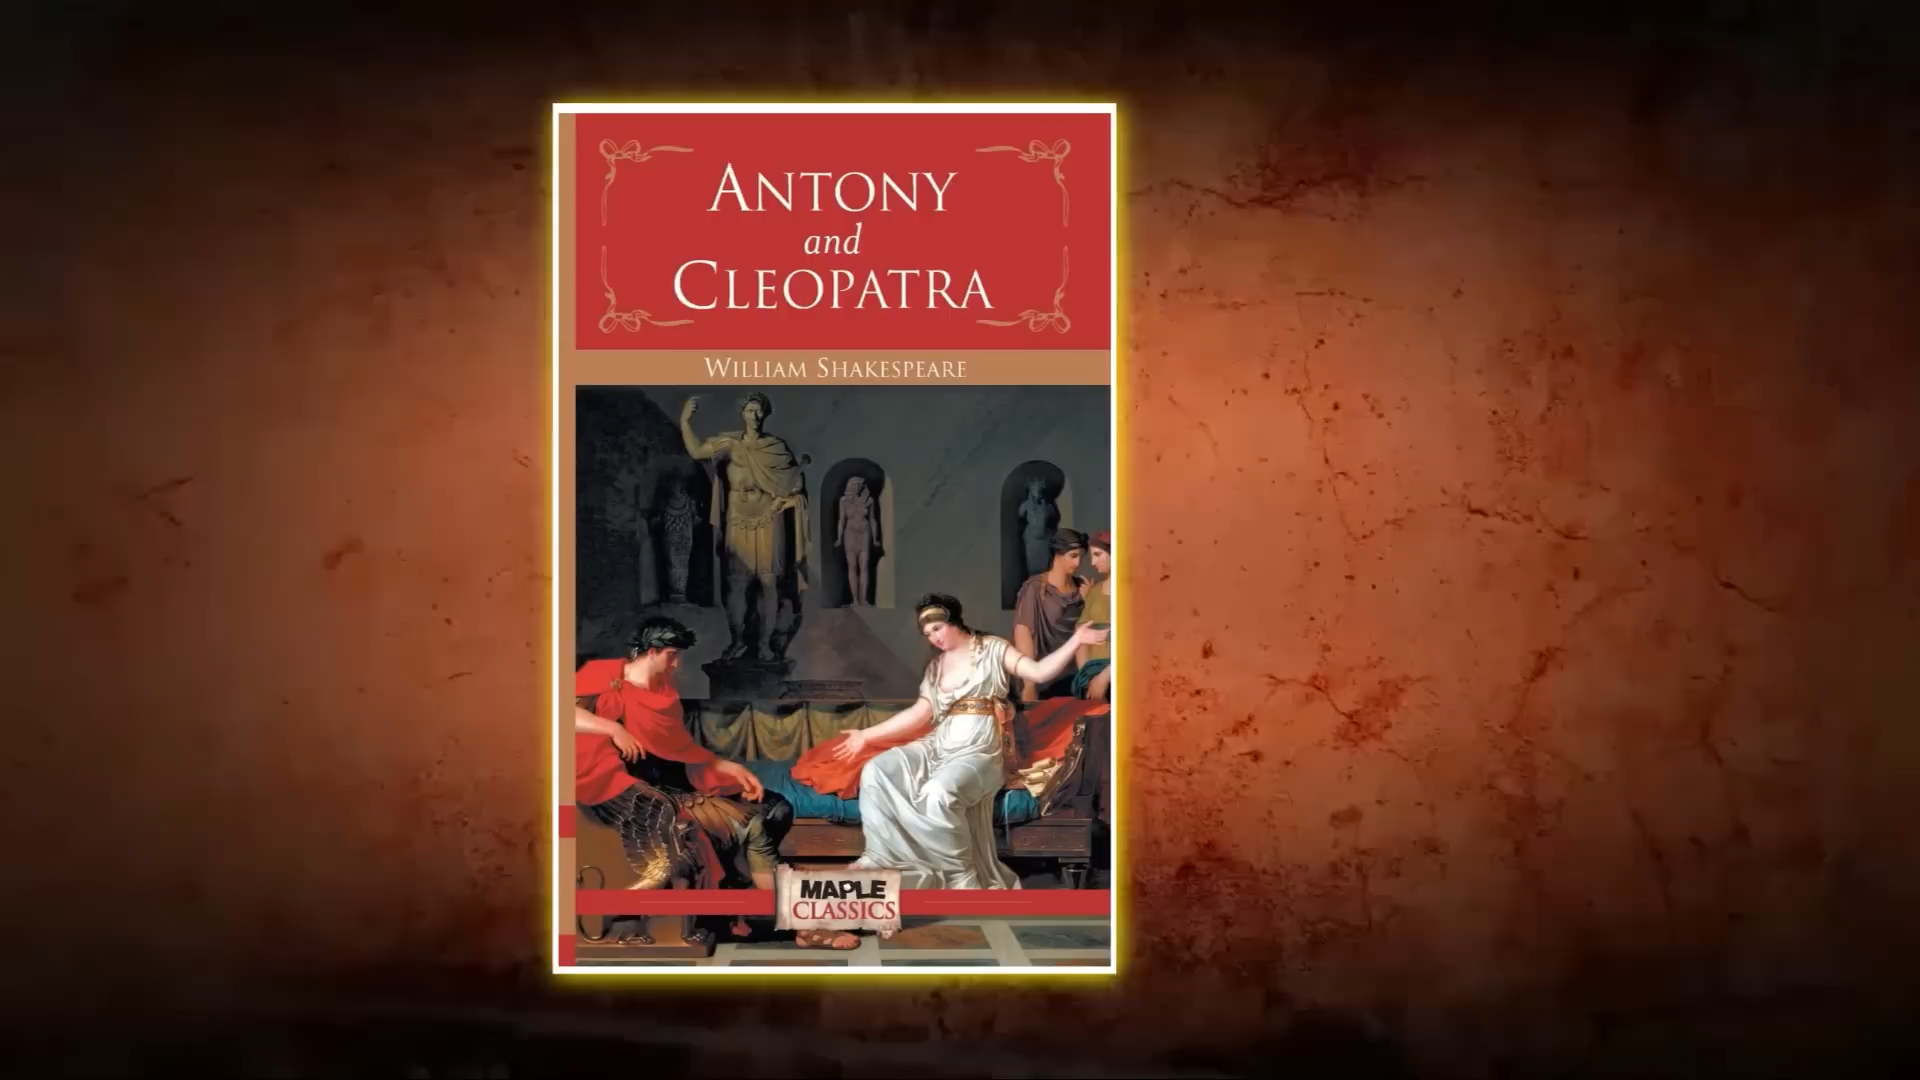 ANTONY
and
CLEOPATRA
WILLIAM SHAKESPEARE
MAPLE
CLASSICS